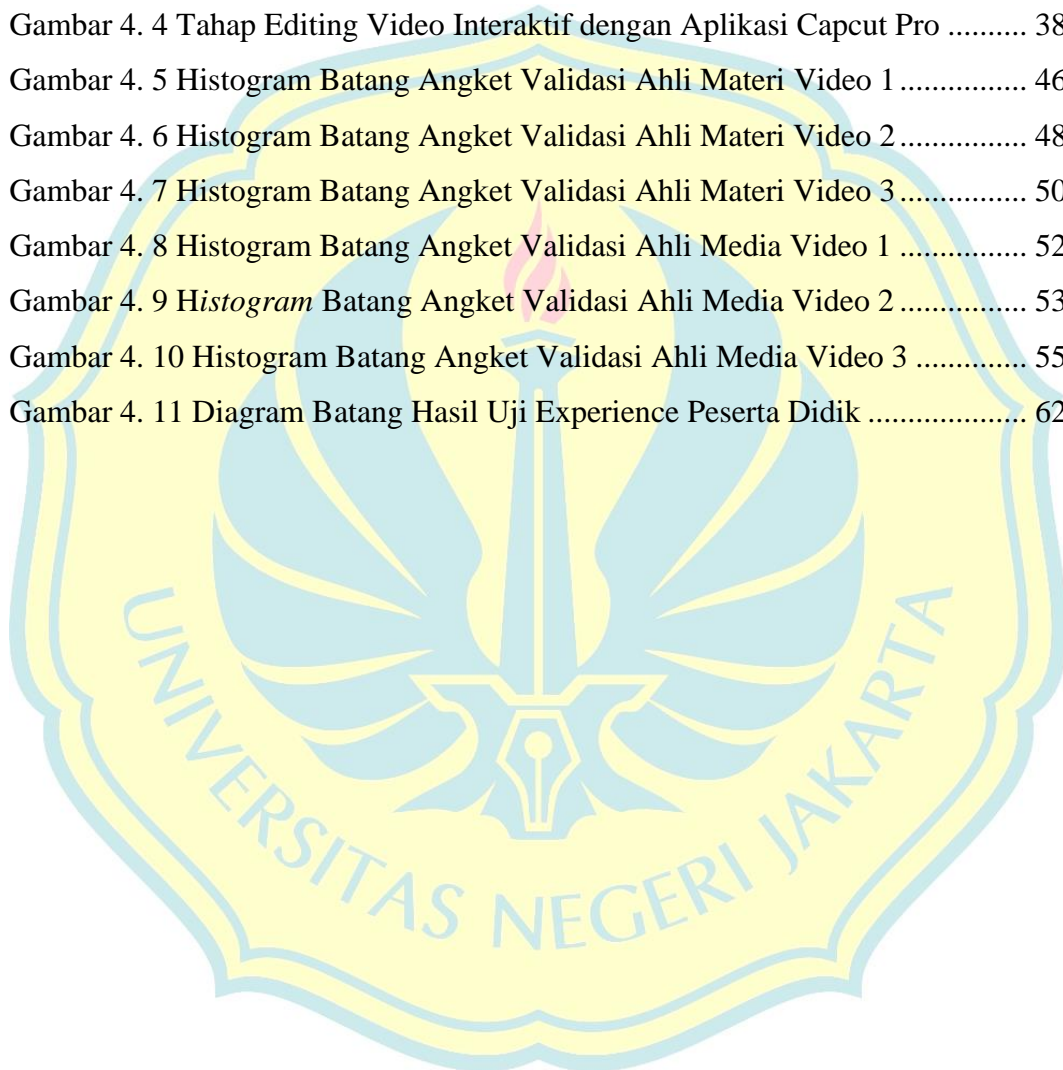 Gambar 4. 4 Tahap Editing Video Interaktif dengan Aplikasi Capcut Pro .......... 38
Gambar 4. 5 Histogram Batang Angket Validasi Ahli Materi Video 1 ................ 46
Gambar 4. 6 Histogram Batang Angket Validasi Ahli Materi Video 2 ................ 48
Gambar 4. 7 Histogram Batang Angket Validasi Ahli Materi Video 3 ................ 50
Gambar 4. 8 Histogram Batang Angket Validasi Ahli Media Video 1 ................ 52
Gambar 4. 9 Histogram Batang Angket Validasi Ahli Media Video 2 ................ 53
Gambar 4. 10 Histogram Batang Angket Validasi Ahli Media Video 3 .............. 55
Gambar 4. 11 Diagram Batang Hasil Uji Experience Peserta Didik .................... 62
UNIVERSITAS NEGERI JAKARTA